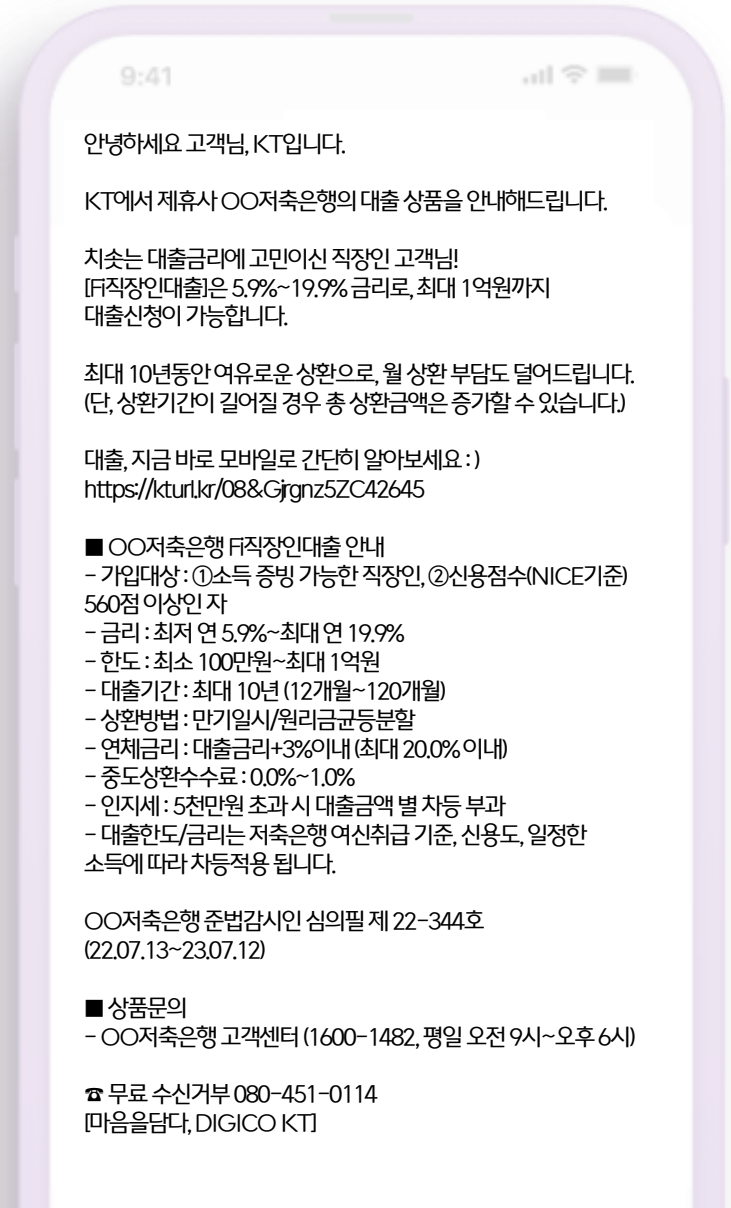 9:41
안녕하세요 고객님, KT입니다.
KT에서 제휴사 OO저축은행의 대출 상품을 안내해드립니다.
치솟는 대출금리에 고민이신 직장인 고객님!
[Fi직장인대출]은 5.9%~19.9% 금리로, 최대 1억원까지
대출신청이 가능합니다.
최대 10년동안 여유로운 상환으로, 월 상환 부담도 덜어드립니다.
(단, 상환기간이 길어질 경우 총 상환금액은 증가할 수 있습니다.)
대출, 지금 바로 모바일로 간단히 알아보세요 : )
https://kturl.kr/08&Gjrgnz5ZC42645
■ OO저축은행 Fi직장인대출 안내
- 가입대상 : ①소득 증빙 가능한 직장인, ②신용점수(NICE기준)
560점 이상인 자
- 금리 : 최저 연 5.9%~최대 연 19.9%
- 한도 : 최소 100만원~최대 1억원
- 대출기간 : 최대 10년 (12개월~120개월)
- 상환방법 : 만기일시/원리금균등분할
- 연체금리 : 대출금리+3%이내 (최대 20.0% 이내)
- 중도상환수수료 : 0.0%~1.0%
- 인지세 : 5천만원 초과 시 대출금액 별 차등 부과
- 대출한도/금리는 저축은행 여신취급 기준, 신용도, 일정한
소득에 따라 차등적용 됩니다.
OO저축은행 준법감시인 심의필 제 22-344호
(22.07.13~23.07.12)
■ 상품문의
- OO저축은행 고객센터 (1600-1482, 평일 오전 9시~오후 6시)
☎ 무료 수신거부 080-451-0114
[마음을담다, DIGICO KT]